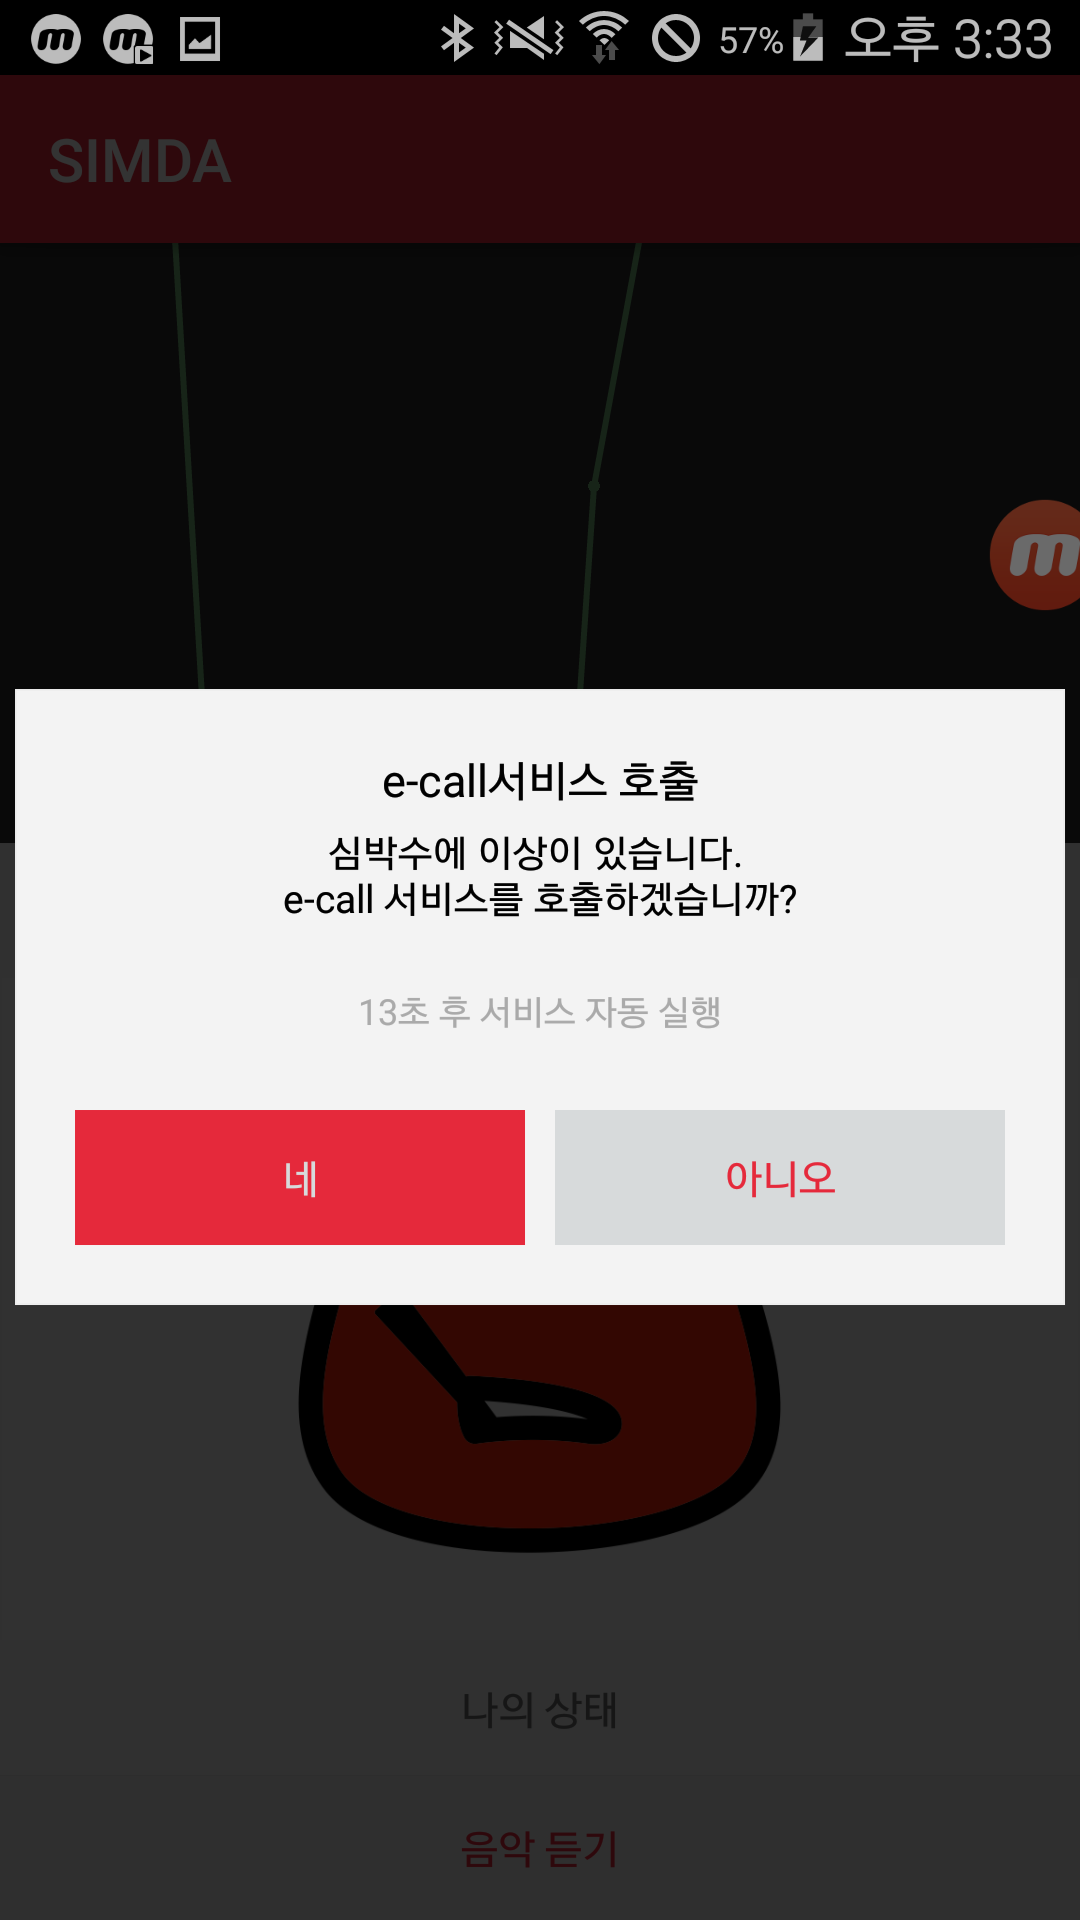 57% 오후 3:33
SIMDA
e-call서비스 호출
심박수에 이상이 있습니다.
e-call 서비스를 호출하겠습니까?
13초 후 서비스 자동 실행
네
아니오
나의 상태
음악 듣기